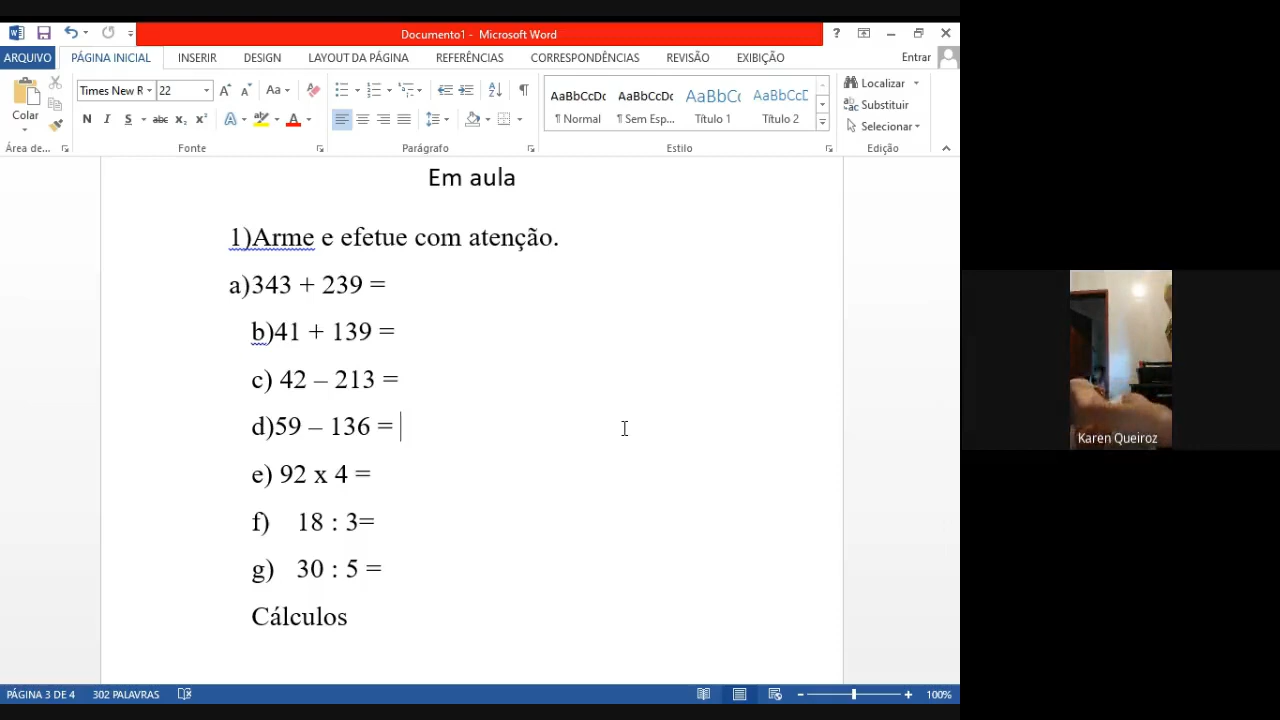 Documento1 - Microsoft Word
ARQUIVO PÁGINA INICIAL INSERIR DESIGN LAYOUT DA PÁGINA REFERÊNCIAS CORRESPONDÊNCIAS REVISÃO EXIBIÇÃO Entrar
Colar
Times New R 22
AaBbCcDc AaBbCcDc AaBbC( AaBbCcD
¶ Normal ¶ Sem Esp... Título 1 Título 2
Localizar
Substituir
Selecionar
Área de... Fonte Parágrafo Estilo Edição
Em aula
1)Arme e efetue com atenção.
a)343 + 239 =
b)41 + 139 =
c) 42 – 213 =
d)59 – 136 =
e) 92 x 4 =
f) 18 : 3=
g) 30 : 5 =
Cálculos
Karen Queiroz
PÁGINA 3 DE 4 302 PALAVRAS 100%